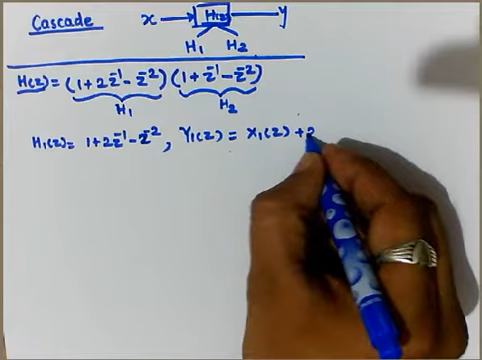 Cascade x H(z) y
H₁ H₂
H(z) = (1+2z⁻¹-z⁻²)(1+z⁻¹-z⁻²)
H₁ H₂
H₁(z) = 1+2z⁻¹-z⁻², Y₁(z) = X₁(z)+2